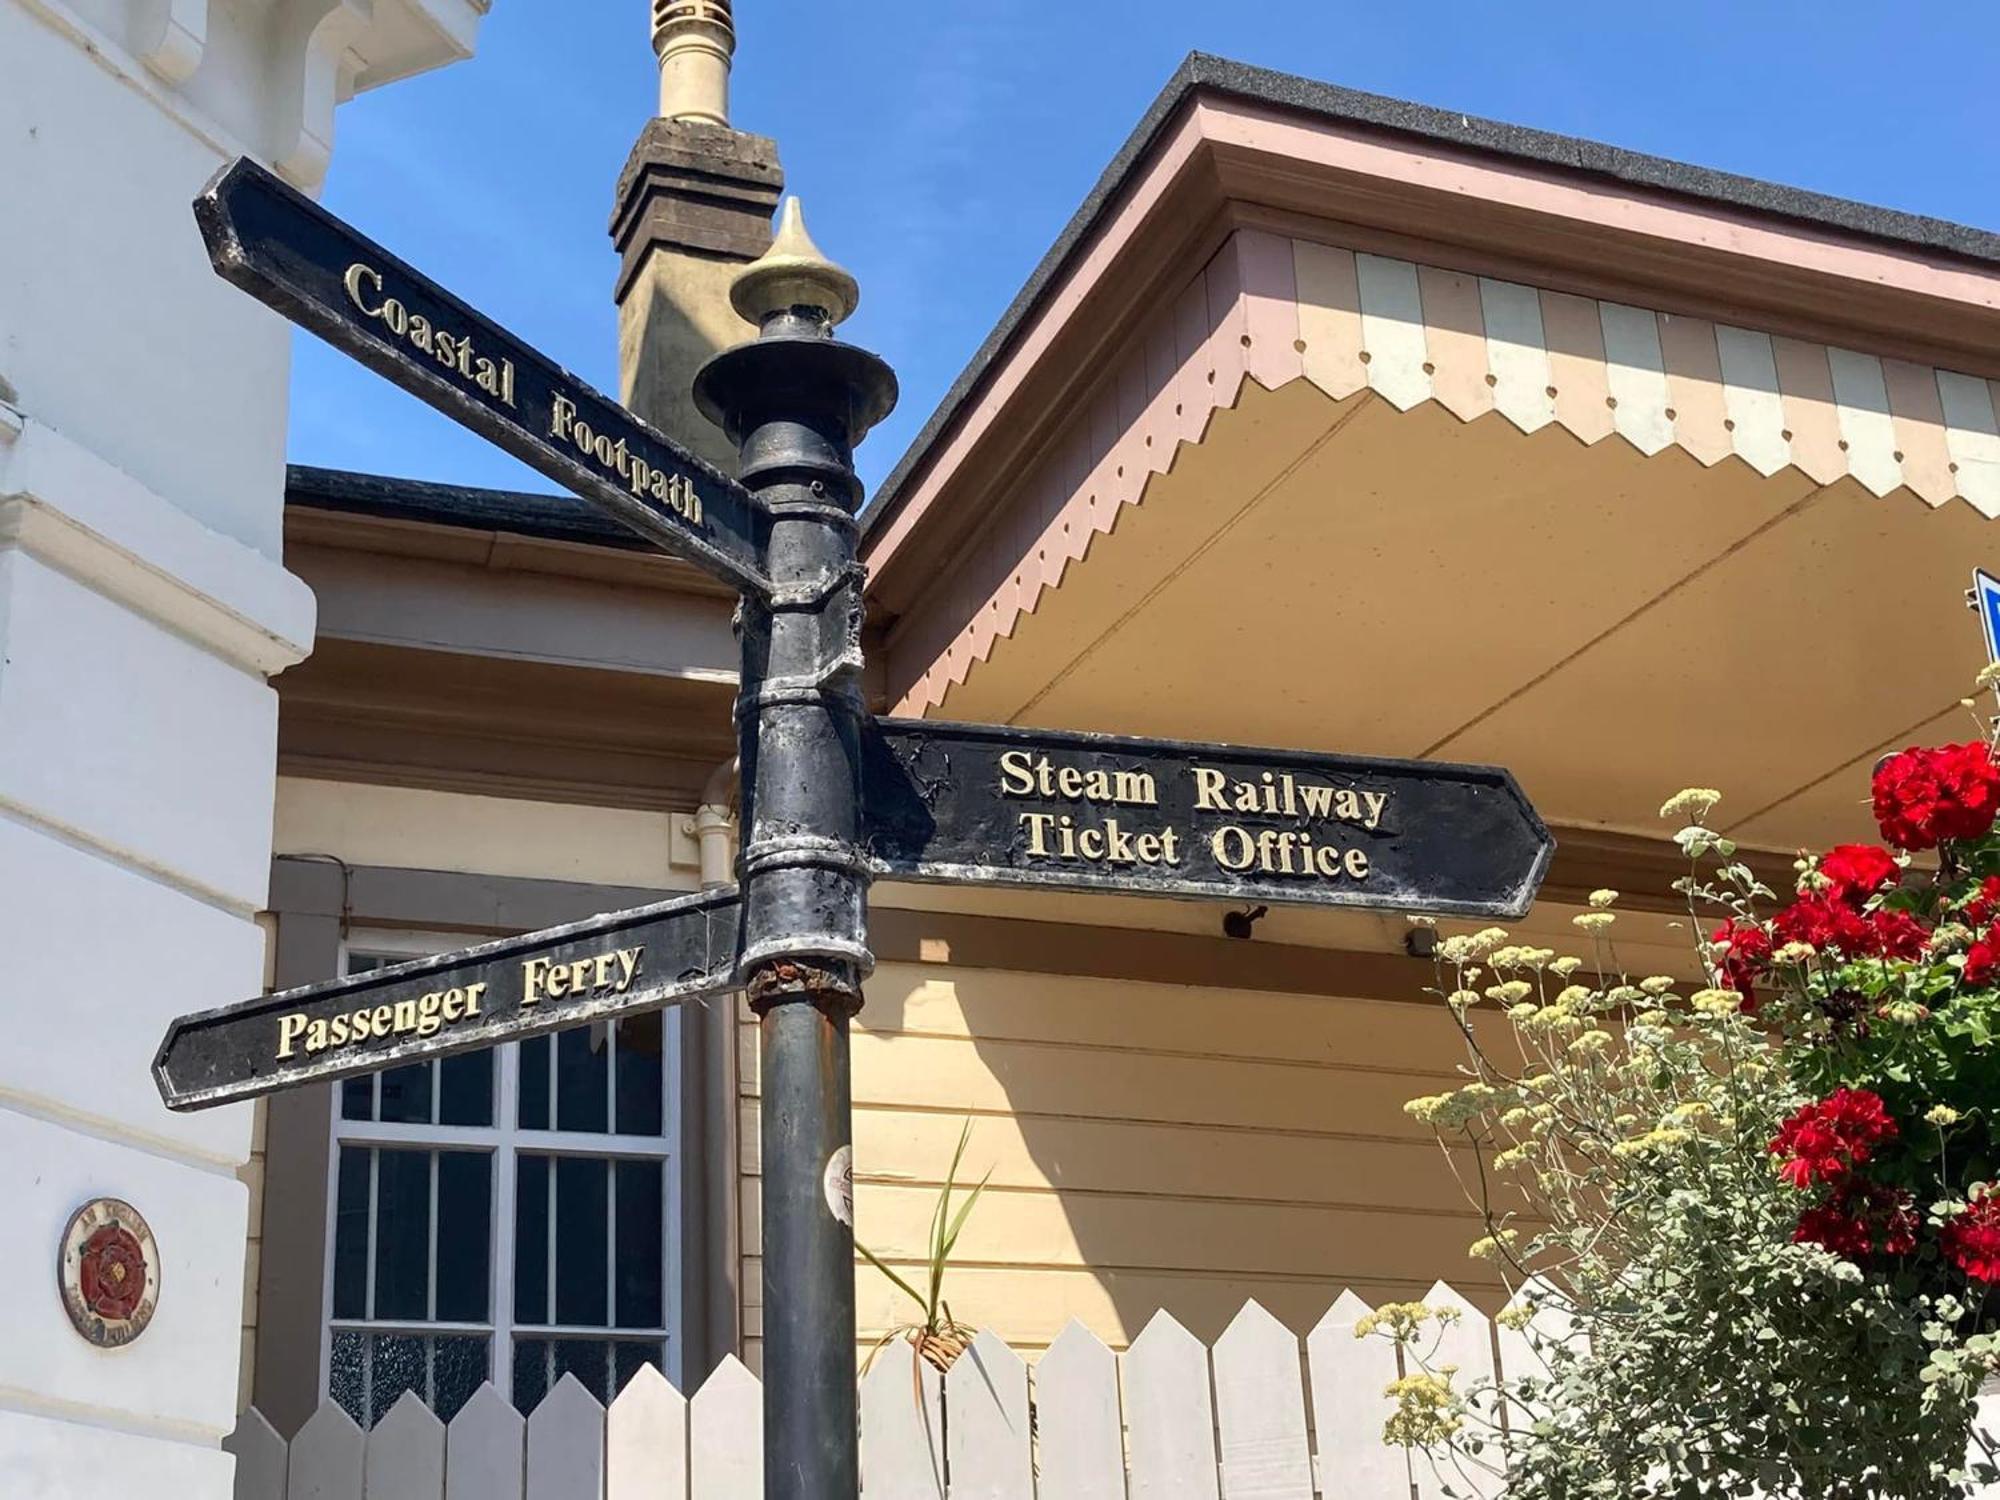 Coastal Footpath
Steam Railway
Ticket Office
Passenger Ferry